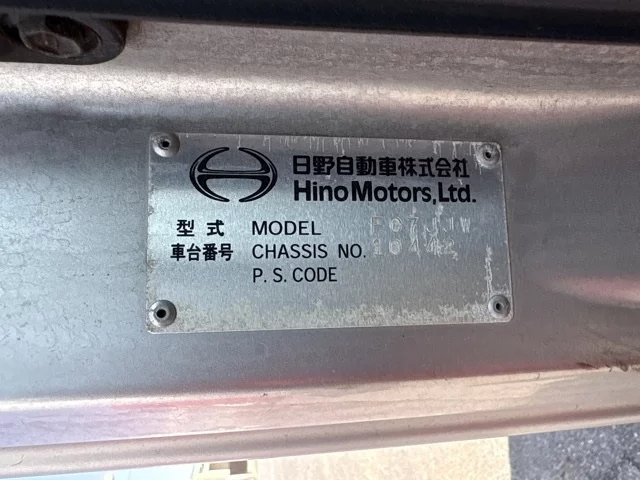 日野自動車株式会社
Hino Motors, Ltd.
型式 MODEL
車台番号 CHASSIS NO.
P. S. CODE